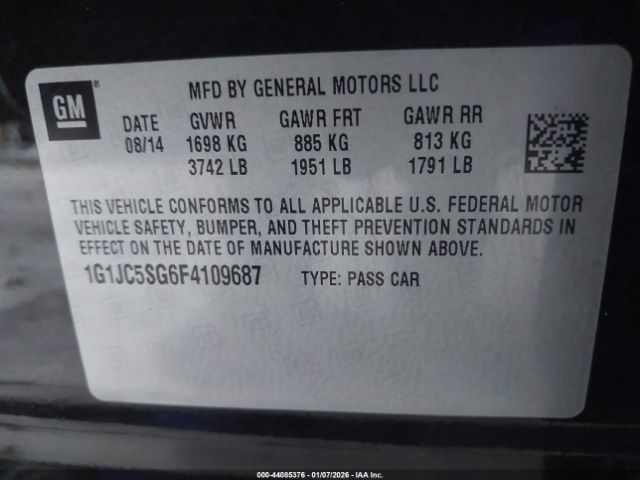 GM®
MFD BY GENERAL MOTORS LLC
DATE GVWR GAWR FRT GAWR RR
08/14 1698 KG 885 KG 813 KG
3742 LB 1951 LB 1791 LB
THIS VEHICLE CONFORMS TO ALL APPLICABLE U.S. FEDERAL MOTOR
VEHICLE SAFETY, BUMPER, AND THEFT PREVENTION STANDARDS IN
EFFECT ON THE DATE OF MANUFACTURE SHOWN ABOVE.
1G1JC5SG6F4109687 TYPE: PASS CAR
000-44085376 | 01/07/2026 | IAA Inc.